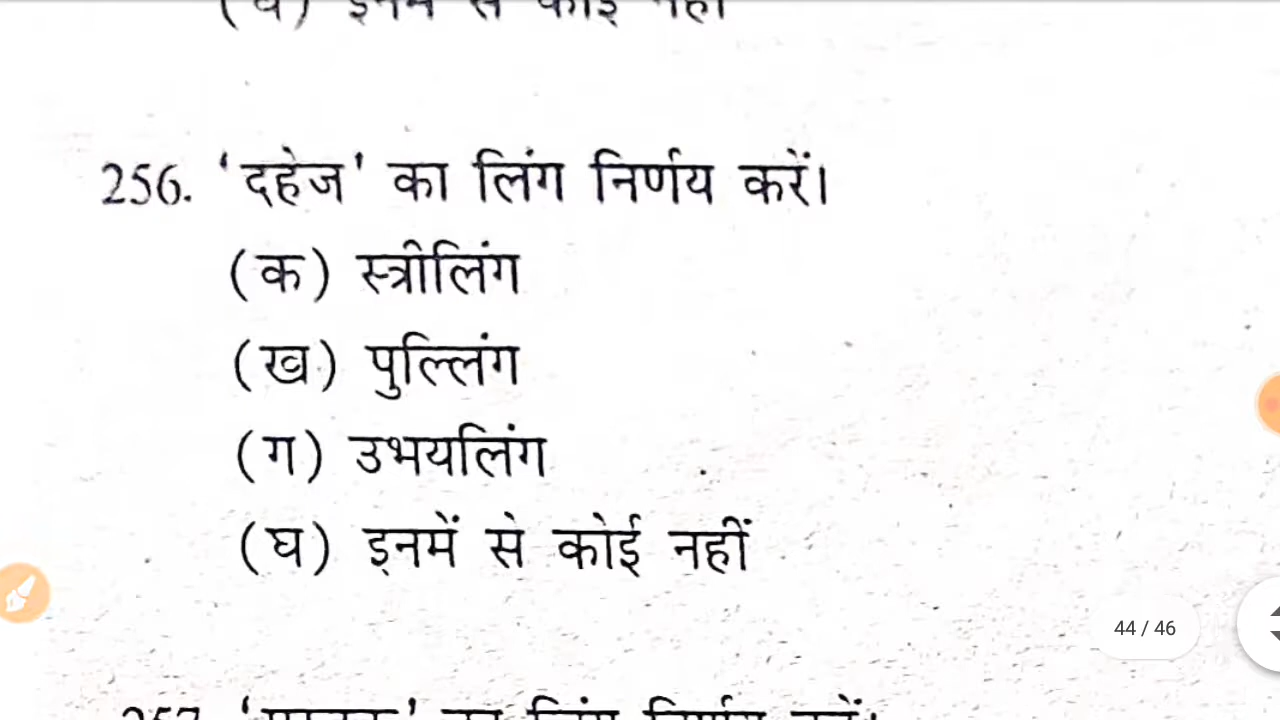 256. 'दहेज' का लिंग निर्णय करें।
(क) स्त्रीलिंग
(ख) पुल्लिंग
(ग) उभयलिंग
(घ) इनमें से कोई नहीं
44 / 46